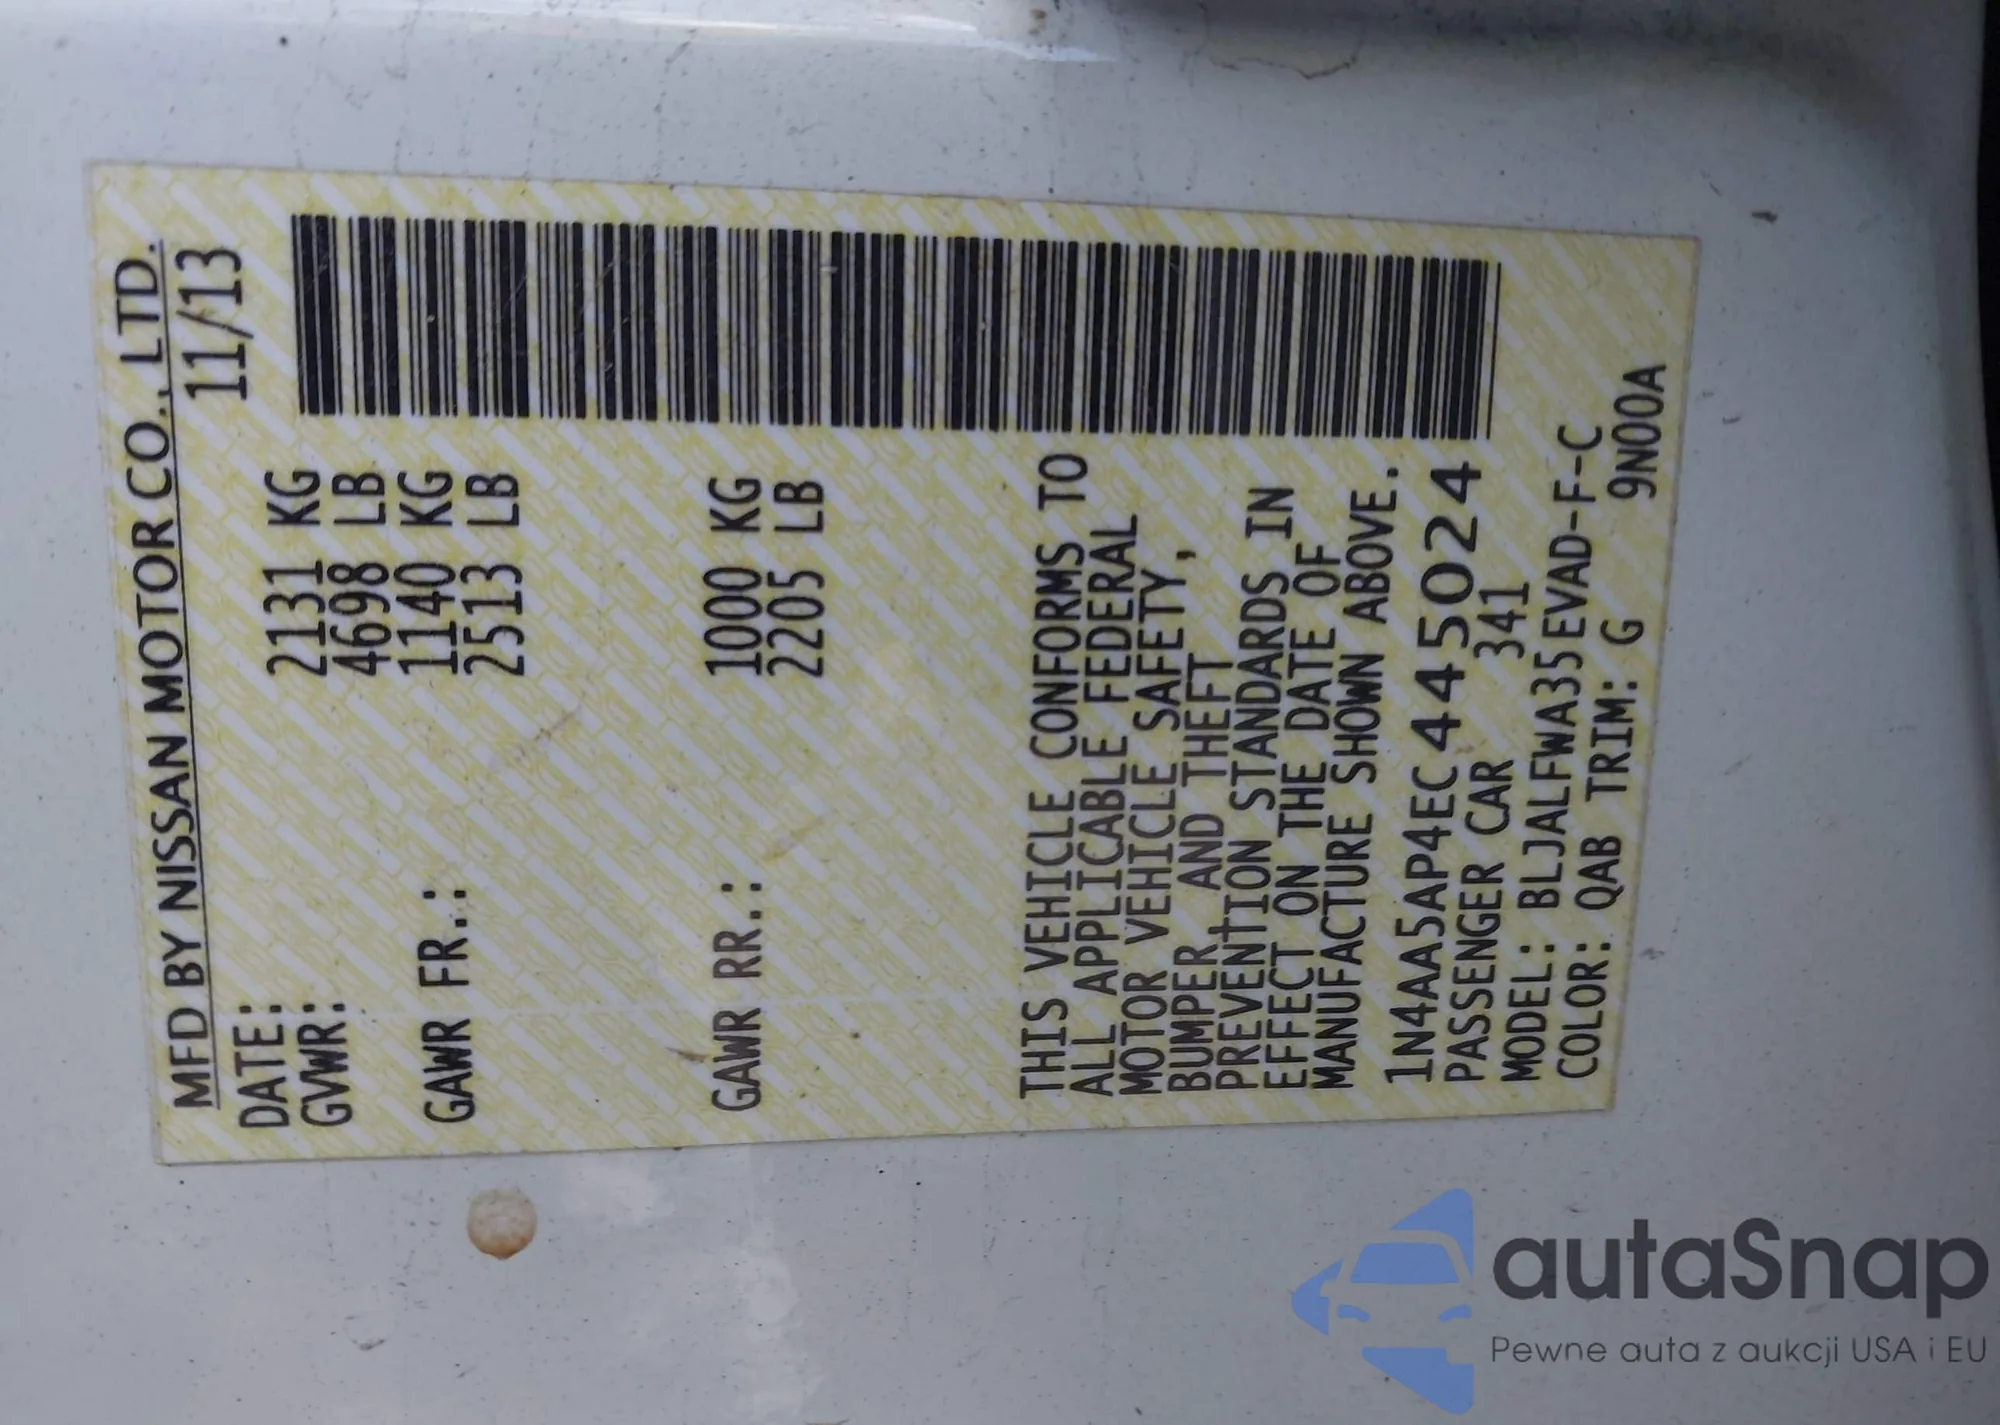 MFD BY NISSAN MOTOR CO., LTD.
DATE: 11/13
GVWR: 2131 KG
4698 LB
GAWR FR.: 1140 KG
2513 LB
GAWR RR.: 1000 KG
2205 LB
THIS VEHICLE CONFORMS TO
ALL APPLICABLE FEDERAL
MOTOR VEHICLE SAFETY,
BUMPER, AND THEFT
PREVENTION STANDARDS IN
EFFECT ON THE DATE OF
MANUFACTURE SHOWN ABOVE.
1N4AA5AP4EC445024
PASSENGER CAR 341
MODEL: BLJALFWA35EVAD-F-C
COLOR: QAB TRIM: G 9N00A
autaSnap
Pewne auta z aukcji USA i EU